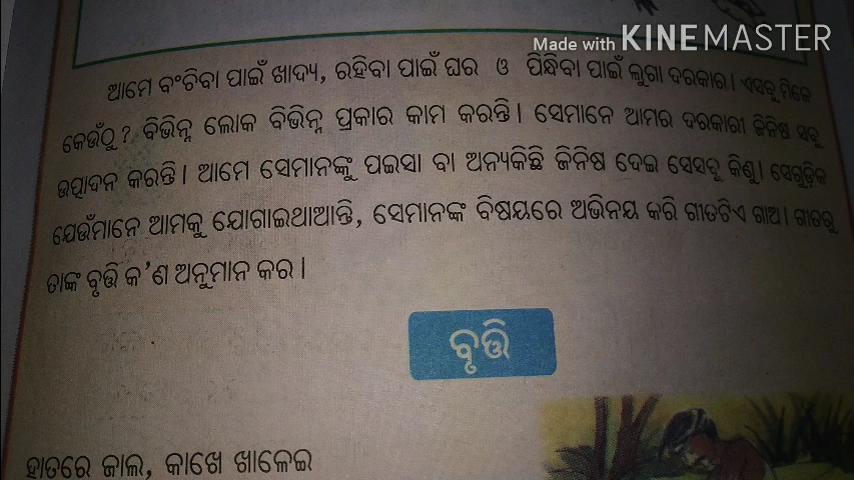 Made with KINEMASTER
ଆମେ ବଂଚିବା ପାଇଁ ଖାଦ୍ୟ, ରହିବା ପାଇଁ ଘର ଓ ପିନ୍ଧିବା ପାଇଁ ଲୁଗା ଦରକାର। ଏସବୁ ମିଳେ
କେଉଁଠୁ? ବିଭିନ୍ନ ଲୋକ ବିଭିନ୍ନ ପ୍ରକାର କାମ କରନ୍ତି। ସେମାନେ ଆମର ଦରକାରୀ ଜିନିଷ ସବୁ
ଉତ୍ପାଦନ କରନ୍ତି। ଆମେ ସେମାନଙ୍କୁ ପଇସା ବା ଅନ୍ୟକିଛି ଜିନିଷ ଦେଇ ସେସବୁ କିଣୁ। ସେଗୁଡ଼ିକ
ଯେଉଁମାନେ ଆମକୁ ଯୋଗାଇଥାଆନ୍ତି, ସେମାନଙ୍କ ବିଷୟରେ ଅଭିନୟ କରି ଗୀତଟିଏ ଗାଅ। ଗୀତରୁ
ତାଙ୍କ ବୃତ୍ତି କ'ଣ ଅନୁମାନ କର।
ବୃତ୍ତି
ହାତରେ ଜାଲ, କାଖେ ଖାଲେଇ